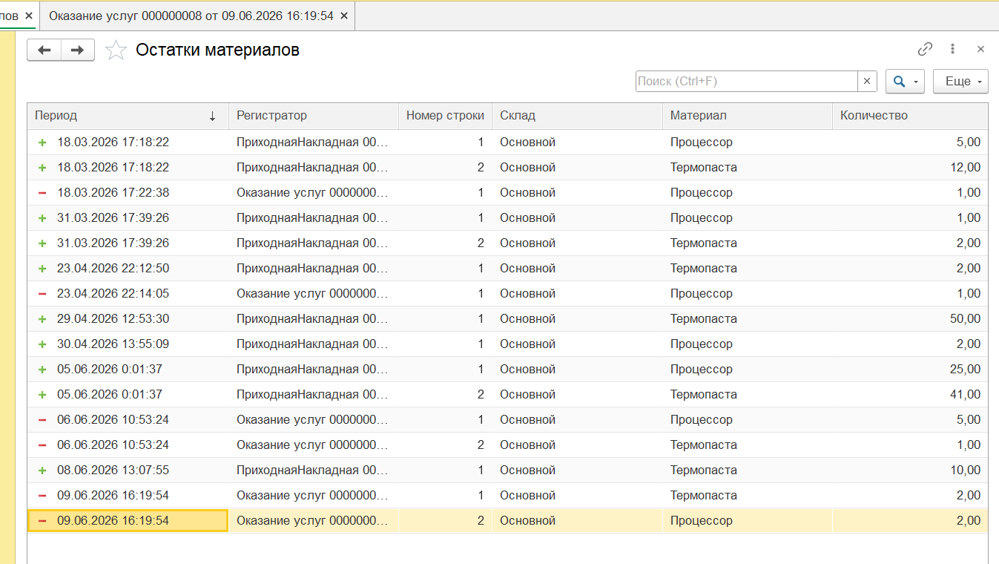 лов × Оказание услуг 000000008 от 09.06.2026 16:19:54 ×
Остатки материалов
Поиск (Ctrl+F) × Еще
Период ↓ Регистратор Номер строки Склад Материал Количество
+ 18.03.2026 17:18:22 ПриходнаяНакладная 00... 1 Основной Процессор 5,00
+ 18.03.2026 17:18:22 ПриходнаяНакладная 00... 2 Основной Термопаста 12,00
− 18.03.2026 17:22:38 Оказание услуг 0000000... 1 Основной Процессор 1,00
+ 31.03.2026 17:39:26 ПриходнаяНакладная 00... 1 Основной Процессор 1,00
+ 31.03.2026 17:39:26 ПриходнаяНакладная 00... 2 Основной Термопаста 2,00
+ 23.04.2026 22:12:50 ПриходнаяНакладная 00... 1 Основной Термопаста 2,00
− 23.04.2026 22:14:05 Оказание услуг 0000000... 1 Основной Процессор 1,00
+ 29.04.2026 12:53:30 ПриходнаяНакладная 00... 1 Основной Термопаста 50,00
+ 30.04.2026 13:55:09 ПриходнаяНакладная 00... 1 Основной Процессор 2,00
+ 05.06.2026 0:01:37 ПриходнаяНакладная 00... 1 Основной Процессор 25,00
+ 05.06.2026 0:01:37 ПриходнаяНакладная 00... 2 Основной Термопаста 41,00
− 06.06.2026 10:53:24 Оказание услуг 0000000... 1 Основной Процессор 5,00
− 06.06.2026 10:53:24 Оказание услуг 0000000... 2 Основной Термопаста 1,00
+ 08.06.2026 13:07:55 ПриходнаяНакладная 00... 1 Основной Термопаста 10,00
− 09.06.2026 16:19:54 Оказание услуг 0000000... 1 Основной Термопаста 2,00
− 09.06.2026 16:19:54 Оказание услуг 0000000... 2 Основной Процессор 2,00